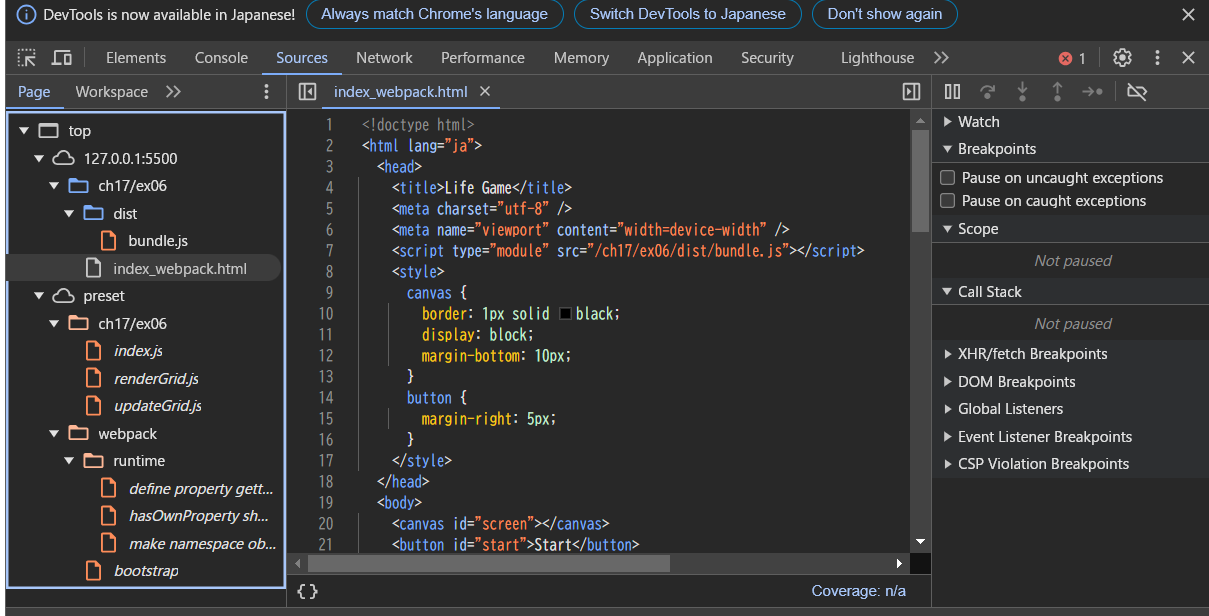 DevTools is now available in Japanese! Always match Chrome's language Switch DevTools to Japanese Don't show again
Elements Console Sources Network Performance Memory Application Security Lighthouse 1
Page Workspace
index_webpack.html
top
127.0.0.1:5500
ch17/ex06
dist
bundle.js
index_webpack.html
preset
ch17/ex06
index.js
renderGrid.js
updateGrid.js
webpack
runtime
define property gett...
hasOwnProperty sh...
make namespace ob...
bootstrap
1 <!doctype html>
2 <html lang="ja">
3 <head>
4 <title>Life Game</title>
5 <meta charset="utf-8" />
6 <meta name="viewport" content="width=device-width" />
7 <script type="module" src="/ch17/ex06/dist/bundle.js"></script>
8 <style>
9 canvas {
10 border: 1px solid black;
11 display: block;
12 margin-bottom: 10px;
13 }
14 button {
15 margin-right: 5px;
16 }
17 </style>
18 </head>
19 <body>
20 <canvas id="screen"></canvas>
21 <button id="start">Start</button>
{} Coverage: n/a
Watch
Breakpoints
Pause on uncaught exceptions
Pause on caught exceptions
Scope
Not paused
Call Stack
Not paused
XHR/fetch Breakpoints
DOM Breakpoints
Global Listeners
Event Listener Breakpoints
CSP Violation Breakpoints